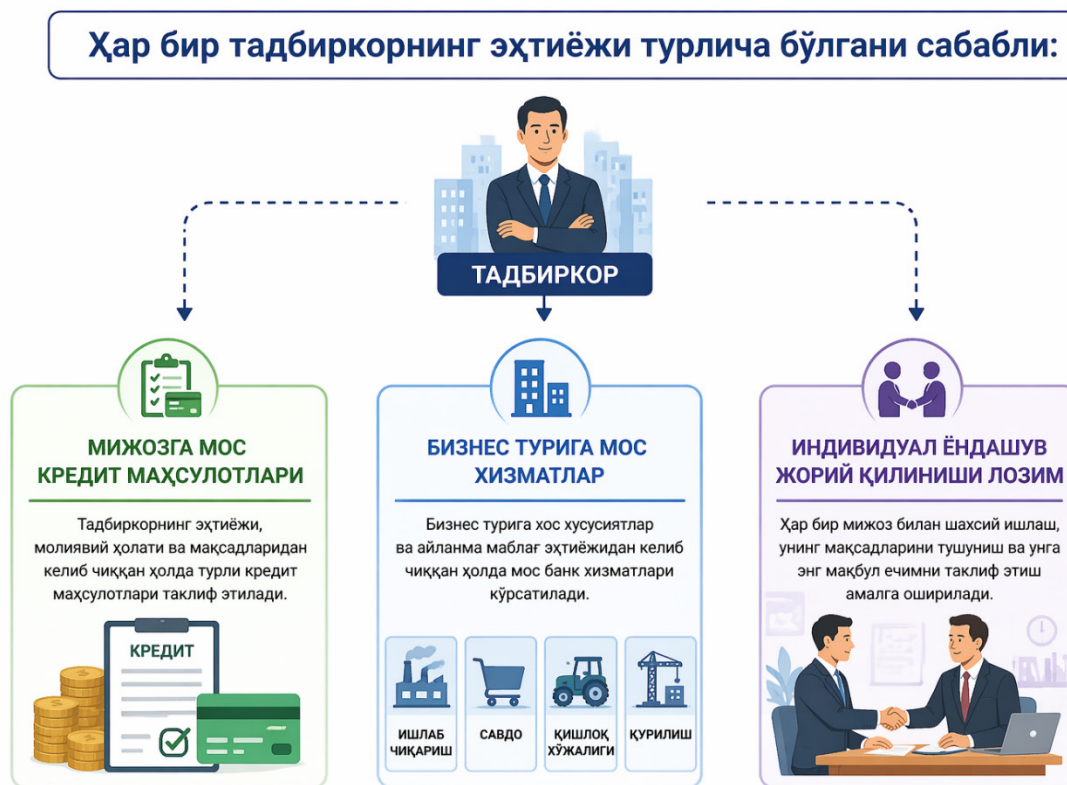 Ҳар бир тадбиркорнинг эҳтиёжи турлича бўлгани сабабли:
ТАДБИРКОР
МИЖОЗГА МОС
КРЕДИТ МАҲСУЛОТЛАРИ
Тадбиркорнинг эҳтиёжи,
молиявий ҳолати ва мақсадларидан
келиб чиққан ҳолда турли кредит
маҳсулотлари таклиф этилади.
КРЕДИТ
БИЗНЕС ТУРИГА МОС
ХИЗМАТЛАР
Бизнес турига хос хусусиятлар
ва айланма маблағ эҳтиёжидан келиб
чиққан ҳолда мос банк хизматлари
кўрсатилади.
ИШЛАБ
ЧИҚАРИШ
САВДО
ҚИШЛОҚ
ХЎЖАЛИГИ
ҚУРИЛИШ
ИНДИВИДУАЛ ЁНДАШУВ
ЖОРИЙ ҚИЛИНИШИ ЛОЗИМ
Ҳар бир мижоз билан шахсий ишлаш,
унинг мақсадларини тушуниш ва унга
энг мақбул ечимни таклиф этиш
амалга оширилади.